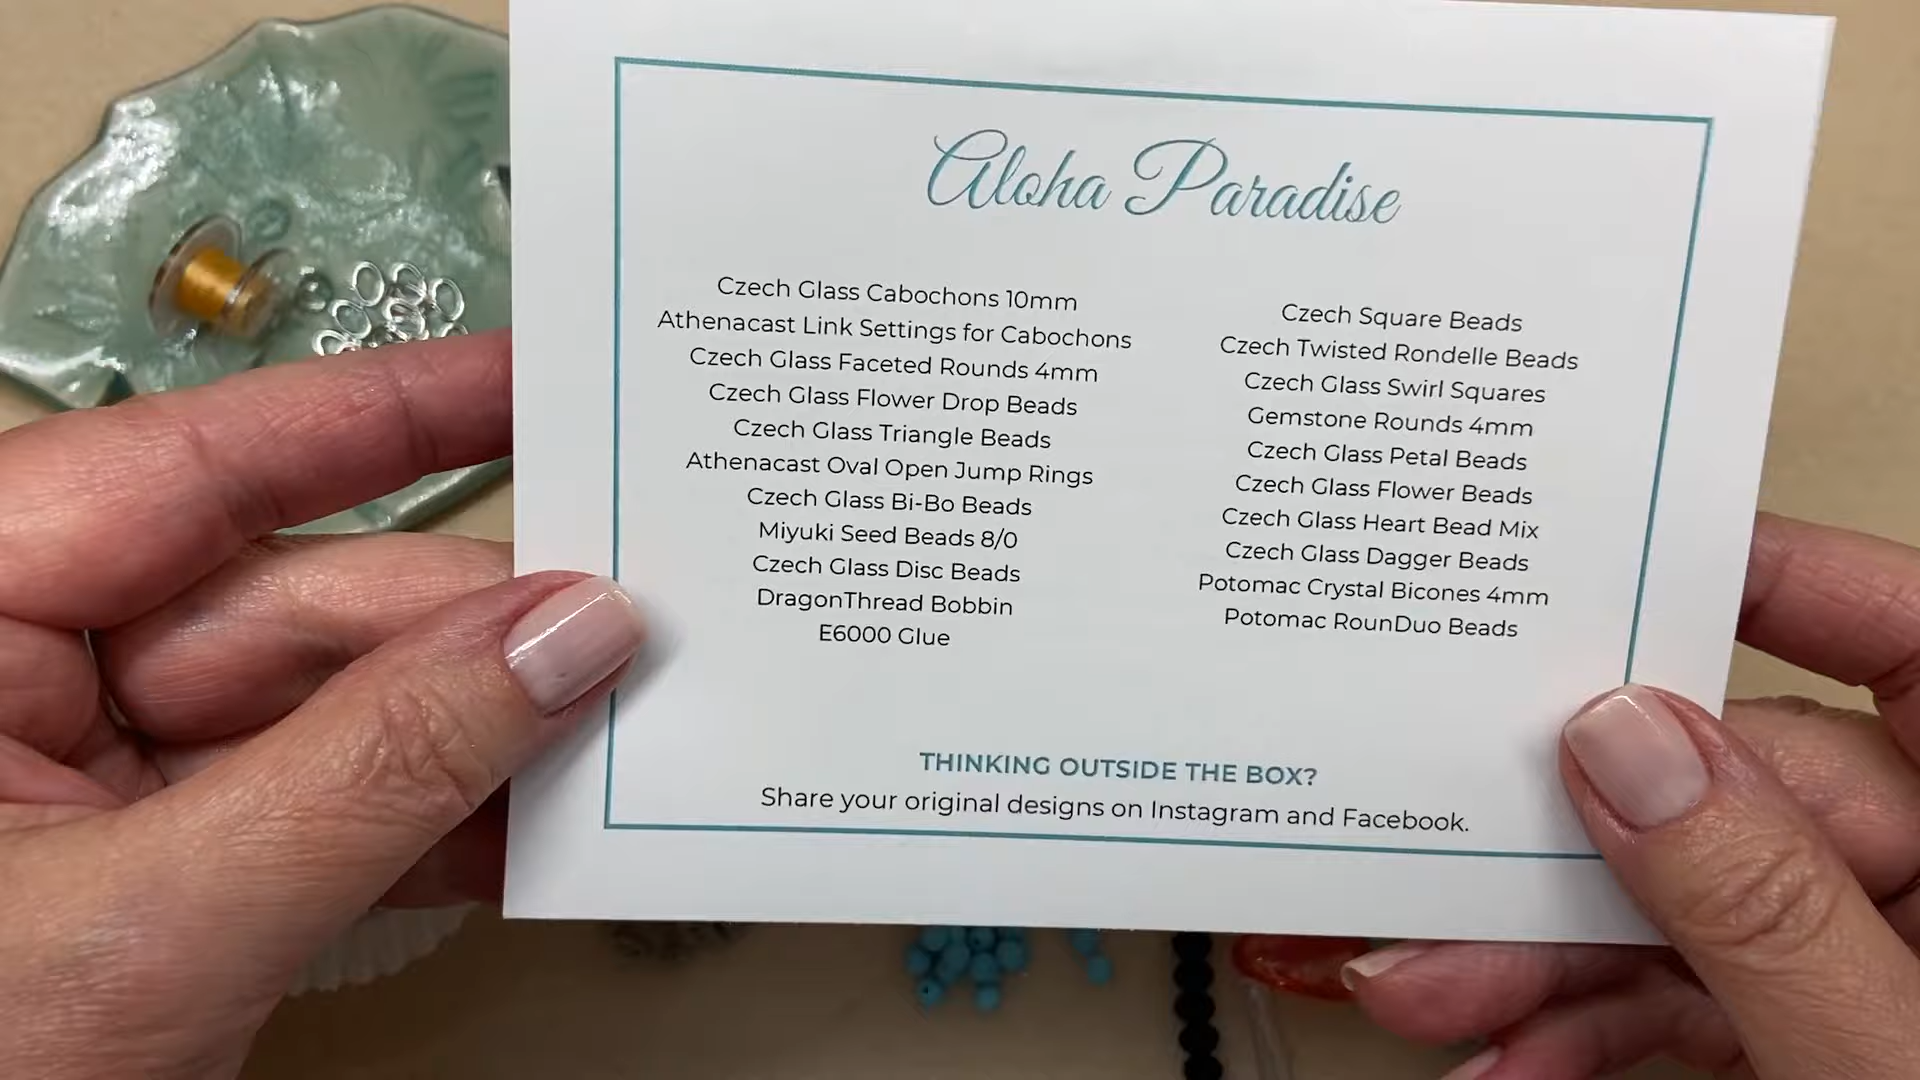 Aloha Paradise
Czech Glass Cabochons 10mm
Athenacast Link Settings for Cabochons
Czech Glass Faceted Rounds 4mm
Czech Glass Flower Drop Beads
Czech Glass Triangle Beads
Athenacast Oval Open Jump Rings
Czech Glass Bi-Bo Beads
Miyuki Seed Beads 8/0
Czech Glass Disc Beads
DragonThread Bobbin
E6000 Glue
Czech Square Beads
Czech Twisted Rondelle Beads
Czech Glass Swirl Squares
Gemstone Rounds 4mm
Czech Glass Petal Beads
Czech Glass Flower Beads
Czech Glass Heart Bead Mix
Czech Glass Dagger Beads
Potomac Crystal Bicones 4mm
Potomac RounDuo Beads
THINKING OUTSIDE THE BOX?
Share your original designs on Instagram and Facebook.